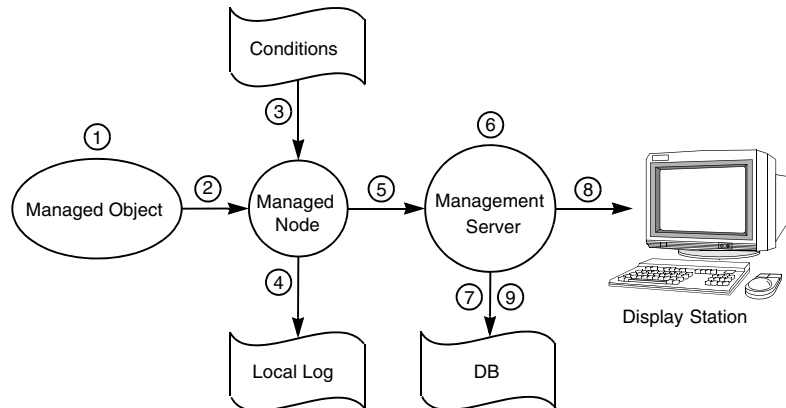 Conditions
③
①
⑥
②
⑤
⑧
Managed Object
Managed
Node
Management
Server
④
⑦ ⑨
Display Station
Local Log
DB